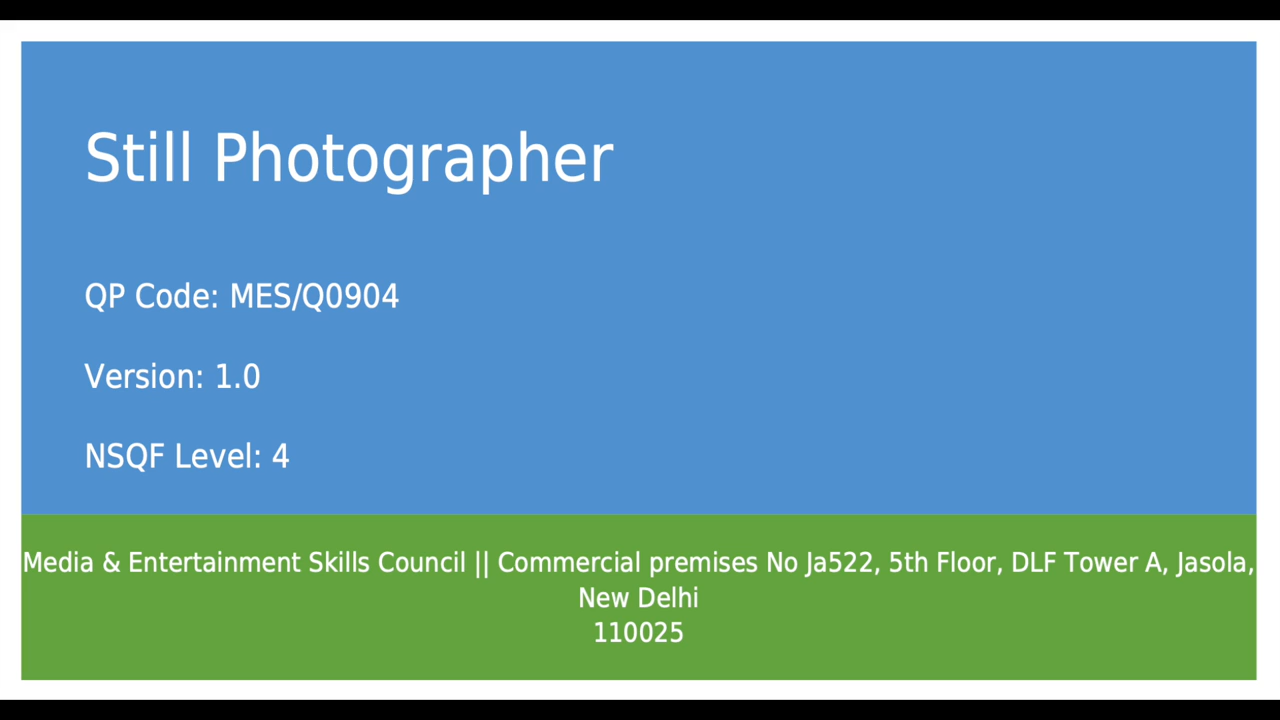 Still Photographer
QP Code: MES/Q0904
Version: 1.0
NSQF Level: 4
Media & Entertainment Skills Council || Commercial premises No Ja522, 5th Floor, DLF Tower A, Jasola,
New Delhi
110025